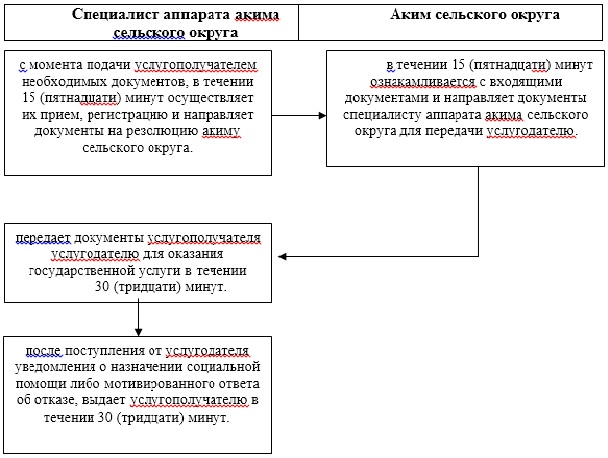 Специалист аппарата акима
сельского округа
Аким сельского округа
с момента подачи услугополучателем
необходимых документов, в течении
15 (пятнадцати) минут осуществляет
их прием, регистрацию и направляет
документы на резолюцию акиму
сельского округа.
в течении 15 (пятнадцати) минут
ознакамливается с входящими
документами и направляет документы
специалисту аппарата акима сельского
округа для передачи услугодателю.
передает документы услугополучателя
услугодателю для оказания
государственной услуги в течении
30 (тридцати) минут.
после поступления от услугодателя
уведомления о назначении социальной
помощи либо мотивированного ответа
об отказе, выдает услугополучателю в
течении 30 (тридцати) минут.